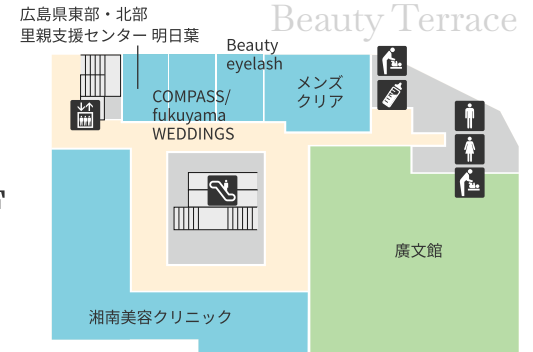 広島県東部・北部
里親支援センター 明日葉
Beauty Terrace
Beauty
eyelash
メンズ
クリア
COMPASS/
fukuyama
WEDDINGS
廣文館
湘南美容クリニック